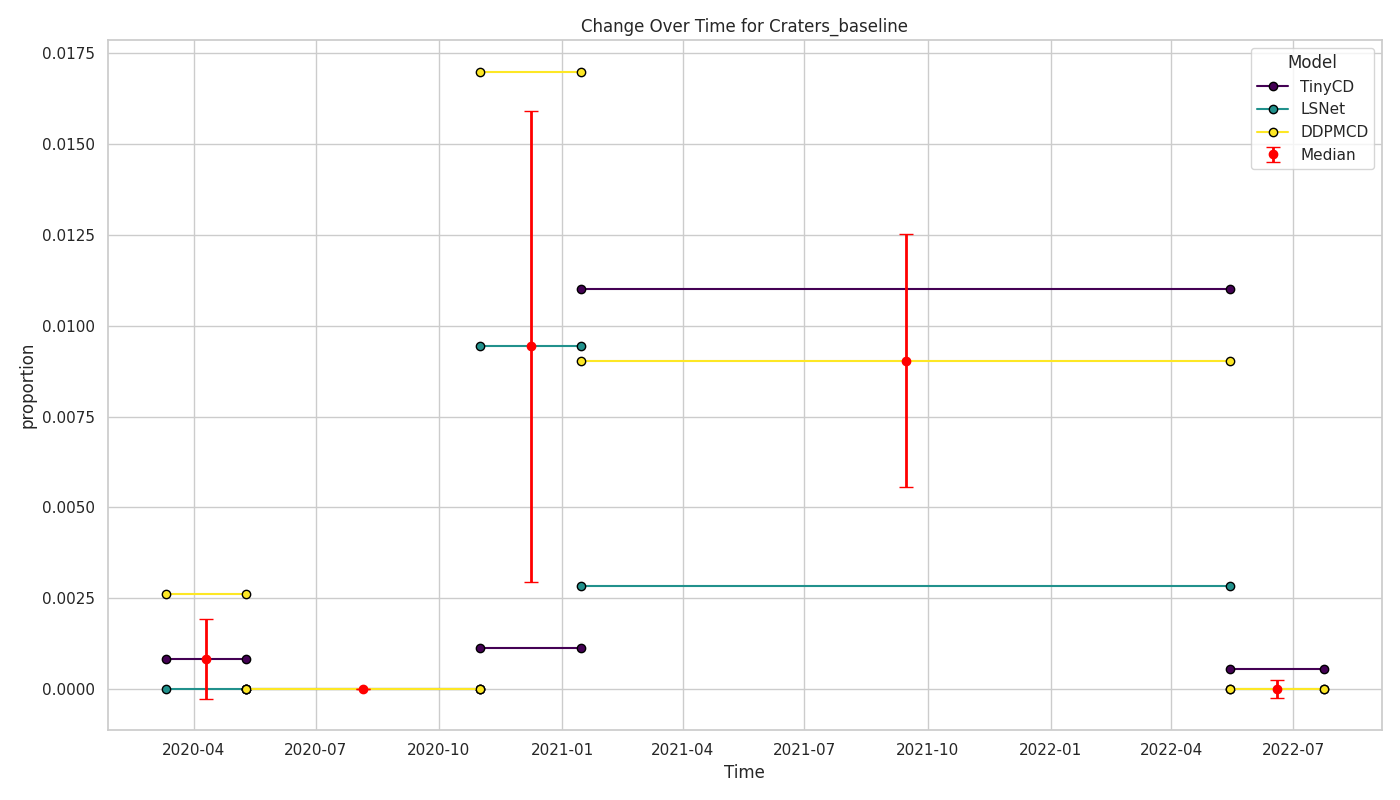 Change Over Time for Craters_baseline
Model
TinyCD
LSNet
DDPMCD
Median
proportion
0.0175
0.0150
0.0125
0.0100
0.0075
0.0050
0.0025
0.0000
2020-04
2020-07
2020-10
2021-01
2021-04
2021-07
2021-10
2022-01
2022-04
2022-07
Time